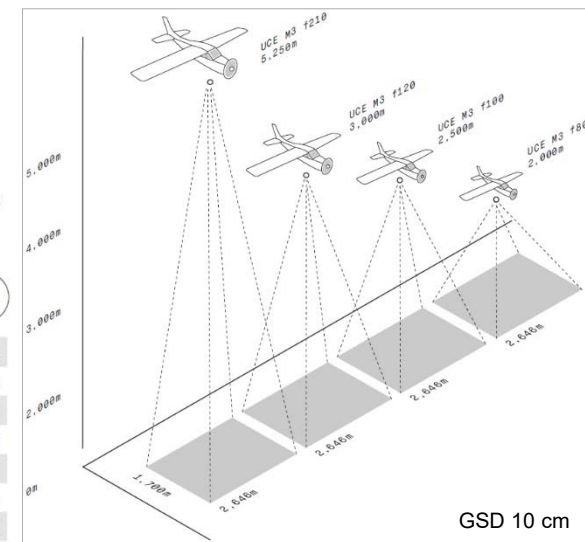 UCE M3 f210
5.250m
UCE M3 f120
3.000m
UCE M3 f100
2.500m
UCE M3 f80
2.000m
5.000m
4.000m
3.000m
2.000m
0m
1.700m
2.646m
2.646m
2.646m
2.646m
GSD 10 cm